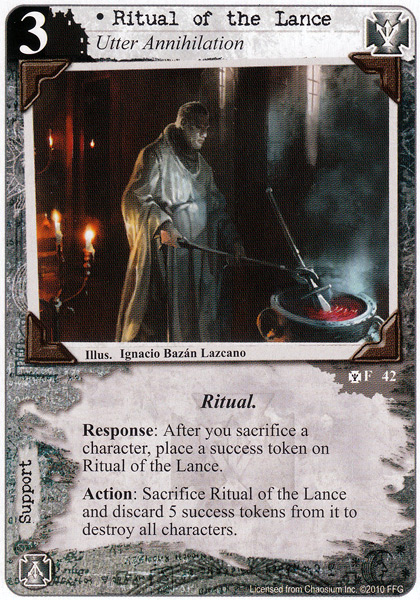 3
• Ritual of the Lance
Utter Annihilation
Illus. Ignacio Bazán Lazcano
F 42
Ritual.
Response: After you sacrifice a
character, place a success token on
Ritual of the Lance.
Action: Sacrifice Ritual of the Lance
and discard 5 success tokens from it to
destroy all characters.
Support
Licensed from Chaosium Inc. ©2010 FFG